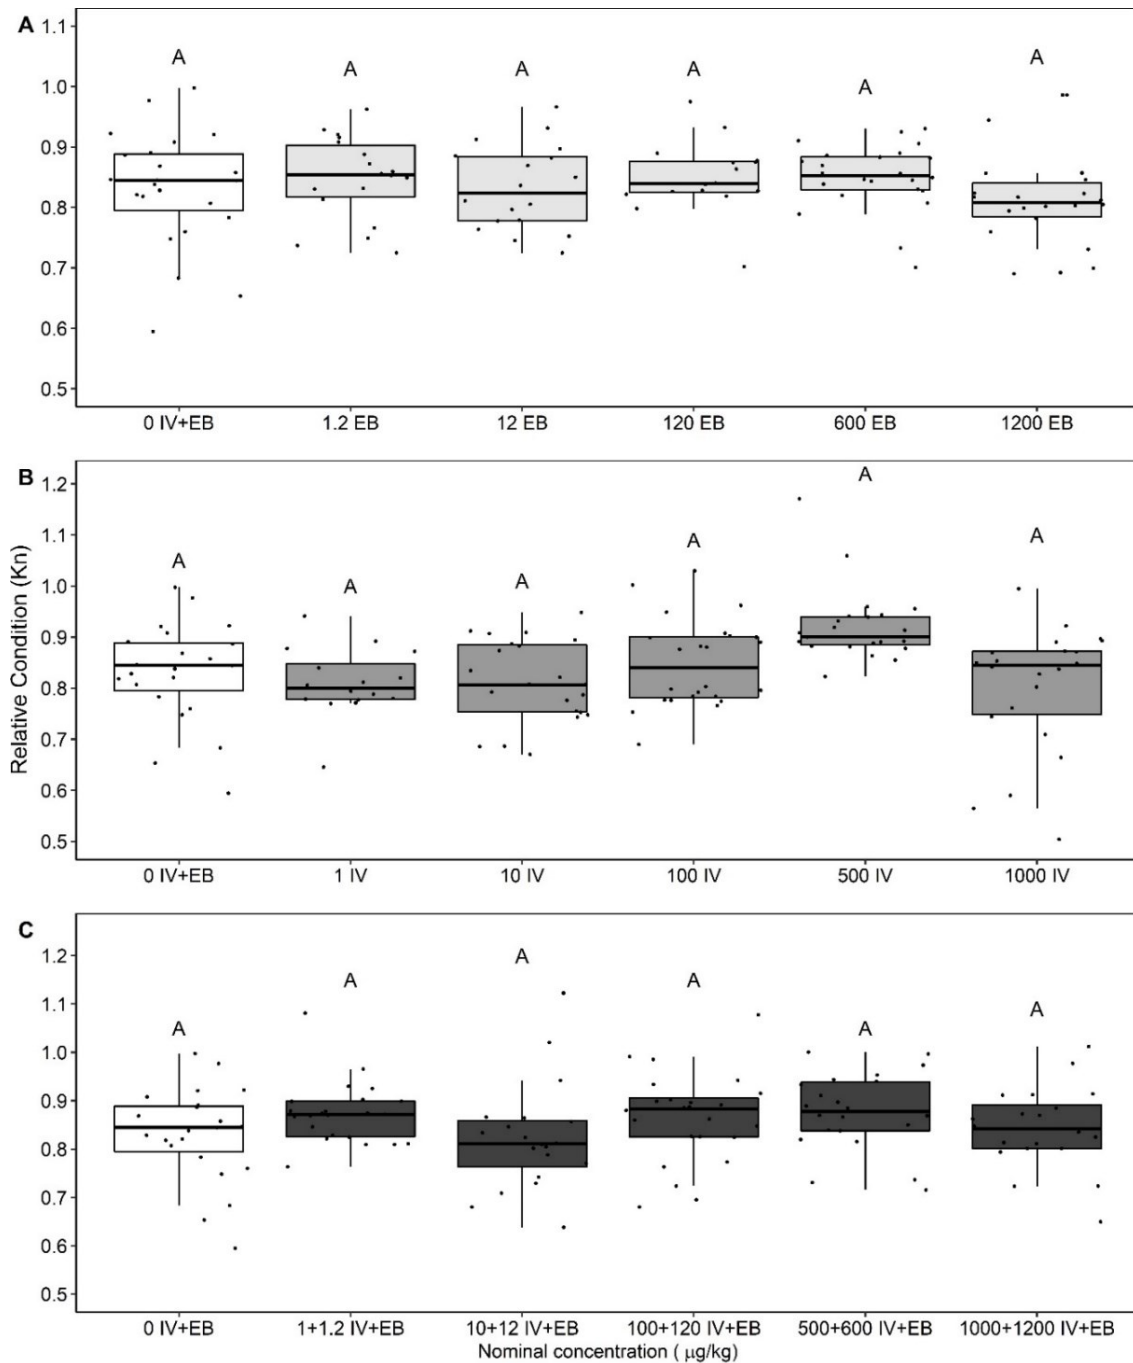 A
1.1
1.0
0.9
0.8
0.7
0.6
0.5
A A A A A A
0 IV+EB 1.2 EB 12 EB 120 EB 600 EB 1200 EB
B
Relative Condition (Kn)
1.2
1.1
1.0
0.9
0.8
0.7
0.6
0.5
A A A A A A
0 IV+EB 1 IV 10 IV 100 IV 500 IV 1000 IV
C
1.2
1.1
1.0
0.9
0.8
0.7
0.6
0.5
A A A A A A
0 IV+EB 1+1.2 IV+EB 10+12 IV+EB 100+120 IV+EB 500+600 IV+EB 1000+1200 IV+EB
Nominal concentration ( μg/kg)